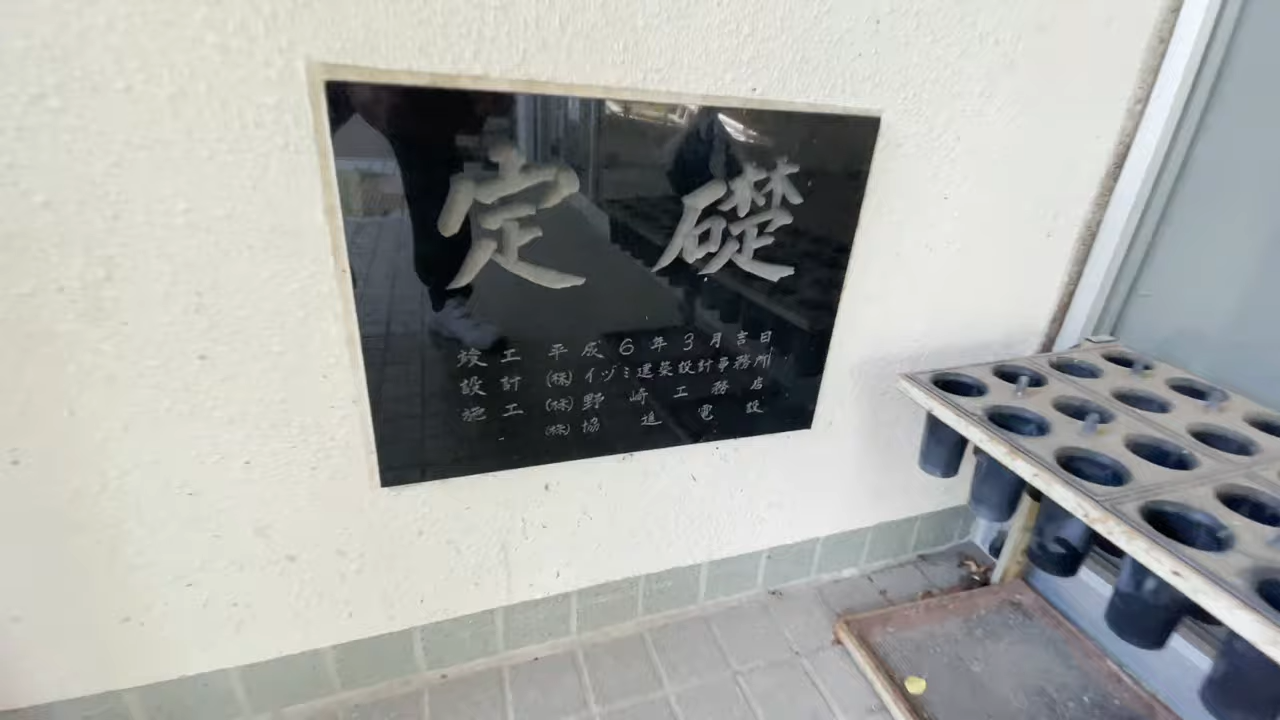 定礎
竣工 平成6年3月吉日
設計 ㈱イヅミ建築設計事務所
施工 ㈱野崎工務店
㈱協進電設